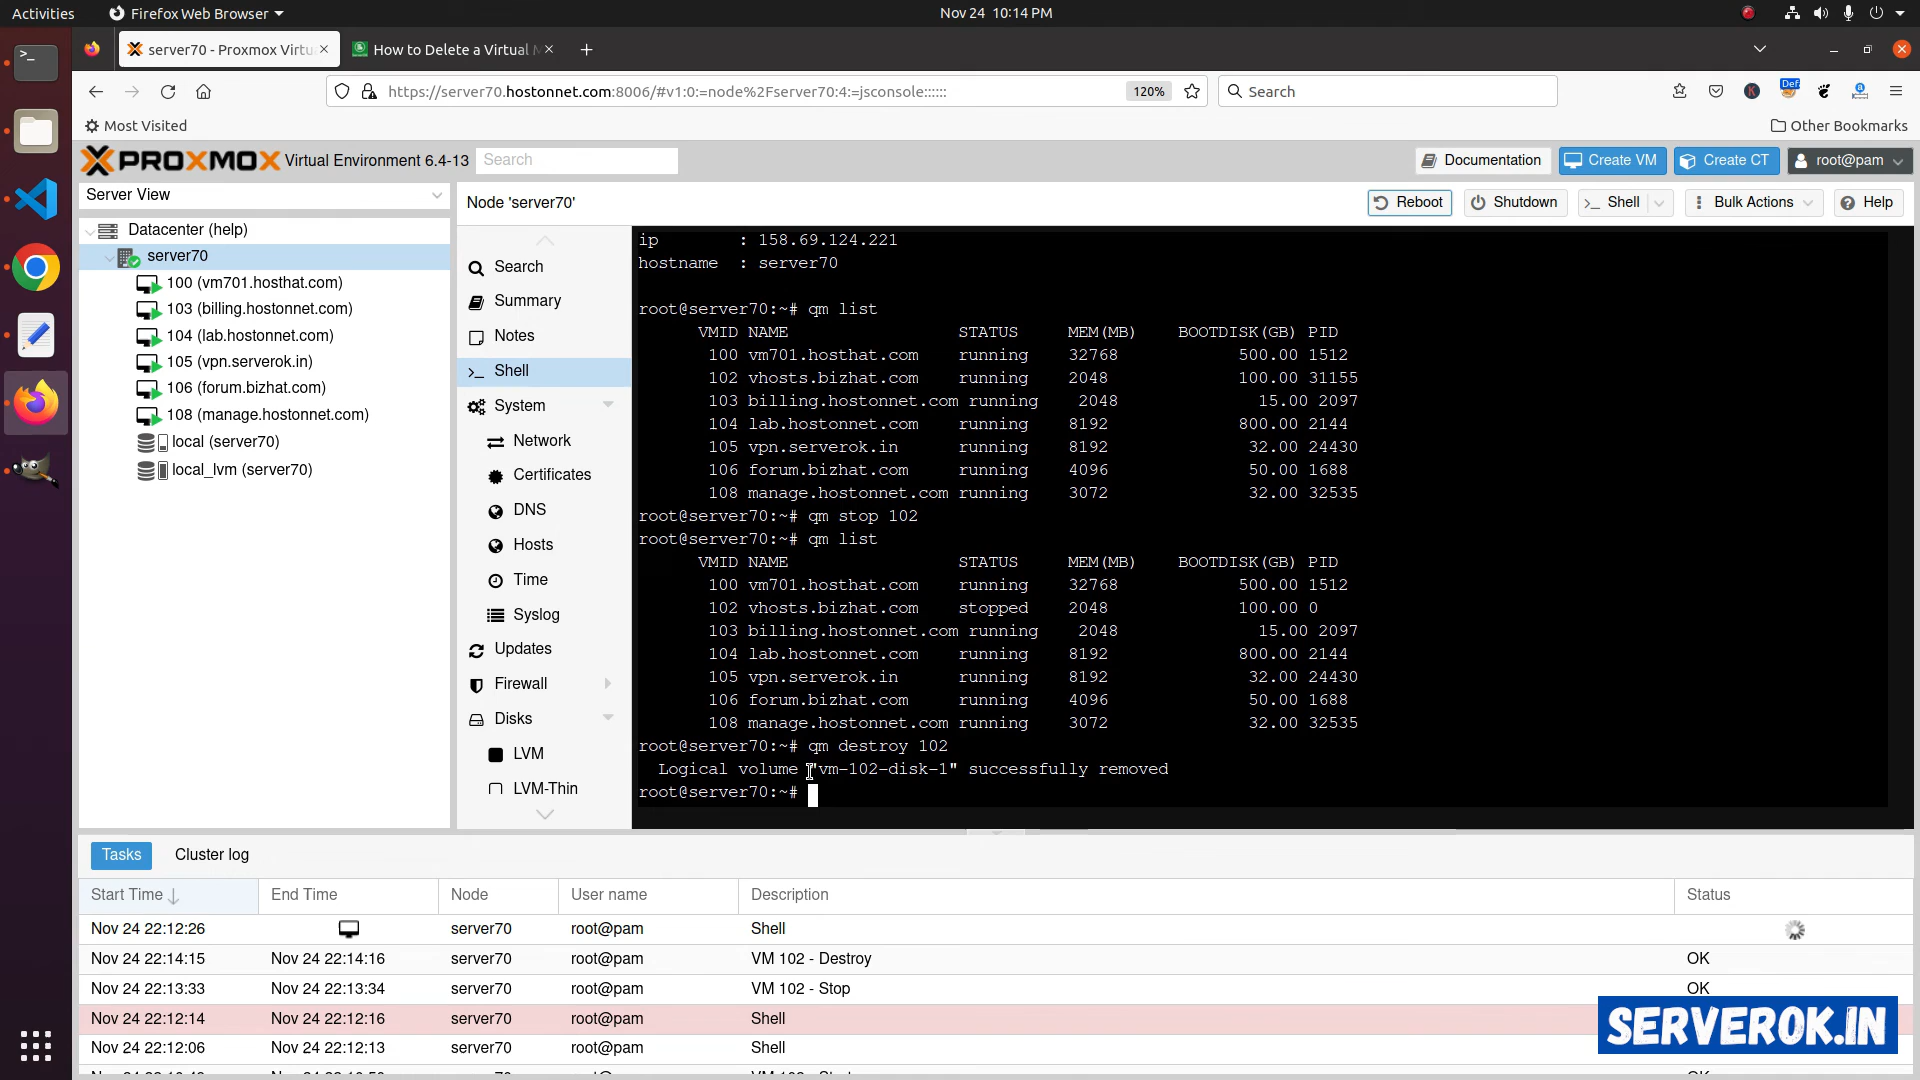 Activities
Firefox Web Browser
Nov 24 10:14 PM
server70 - Proxmox Virtu
How to Delete a Virtual M
https://server70.hostonnet.com:8006/#v1:0:=node%2Fserver70:4:=jsconsole::::::
120%
Search
Def
Most Visited
Other Bookmarks
PROXMOX Virtual Environment 6.4-13
Search
Documentation
Create VM
Create CT
root@pam
Server View
Node 'server70'
Reboot
Shutdown
Shell
Bulk Actions
Help
Datacenter (help)
server70
100 (vm701.hosthat.com)
103 (billing.hostonnet.com)
104 (lab.hostonnet.com)
105 (vpn.serverok.in)
106 (forum.bizhat.com)
108 (manage.hostonnet.com)
local (server70)
local_lvm (server70)
Search
Summary
Notes
Shell
System
Network
Certificates
DNS
Hosts
Time
Syslog
Updates
Firewall
Disks
LVM
LVM-Thin
ip : 158.69.124.221
hostname : server70
root@server70:~# qm list
VMID NAME STATUS MEM(MB) BOOTDISK(GB) PID
100 vm701.hosthat.com running 32768 500.00 1512
102 vhosts.bizhat.com running 2048 100.00 31155
103 billing.hostonnet.com running 2048 15.00 2097
104 lab.hostonnet.com running 8192 800.00 2144
105 vpn.serverok.in running 8192 32.00 24430
106 forum.bizhat.com running 4096 50.00 1688
108 manage.hostonnet.com running 3072 32.00 32535
root@server70:~# qm stop 102
root@server70:~# qm list
VMID NAME STATUS MEM(MB) BOOTDISK(GB) PID
100 vm701.hosthat.com running 32768 500.00 1512
102 vhosts.bizhat.com stopped 2048 100.00 0
103 billing.hostonnet.com running 2048 15.00 2097
104 lab.hostonnet.com running 8192 800.00 2144
105 vpn.serverok.in running 8192 32.00 24430
106 forum.bizhat.com running 4096 50.00 1688
108 manage.hostonnet.com running 3072 32.00 32535
root@server70:~# qm destroy 102
Logical volume "vm-102-disk-1" successfully removed
root@server70:~#
Tasks
Cluster log
Start Time End Time Node User name Description Status
Nov 24 22:12:26 server70 root@pam Shell
Nov 24 22:14:15 Nov 24 22:14:16 server70 root@pam VM 102 - Destroy OK
Nov 24 22:13:33 Nov 24 22:13:34 server70 root@pam VM 102 - Stop OK
Nov 24 22:12:14 Nov 24 22:12:16 server70 root@pam Shell
Nov 24 22:12:06 Nov 24 22:12:13 server70 root@pam Shell
SERVEROK.IN